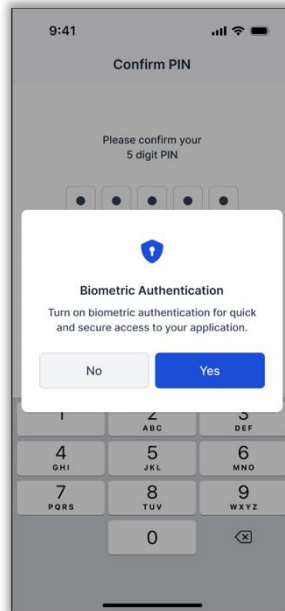 9:41
Confirm PIN
Please confirm your
5 digit PIN
Biometric Authentication
Turn on biometric authentication for quick
and secure access to your application.
No
Yes
1
2
3
ABC
DEF
4
5
6
GHI
JKL
MNO
7
8
9
PQRS
TUV
WXYZ
0